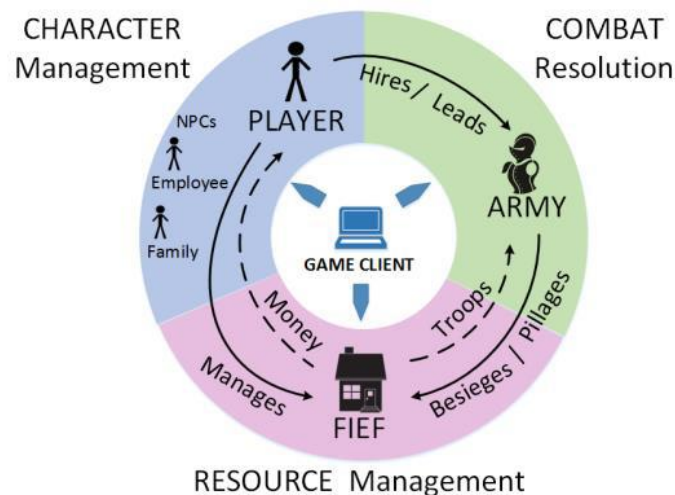 CHARACTER
Management
COMBAT
Resolution
Hires / Leads
PLAYER
NPCs
Employee
Family
ARMY
GAME CLIENT
Money
Troops
Manages
Besieges / Pillages
FIEF
RESOURCE Management